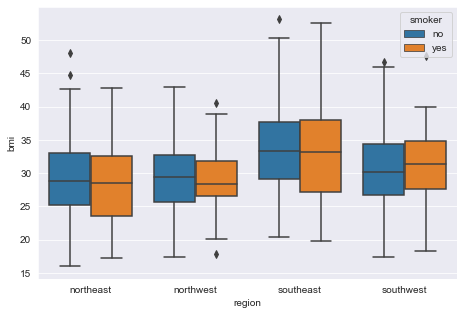 smoker
no
yes
50
45
40
35
30
25
20
15
bmi
northeast northwest southeast southwest
region